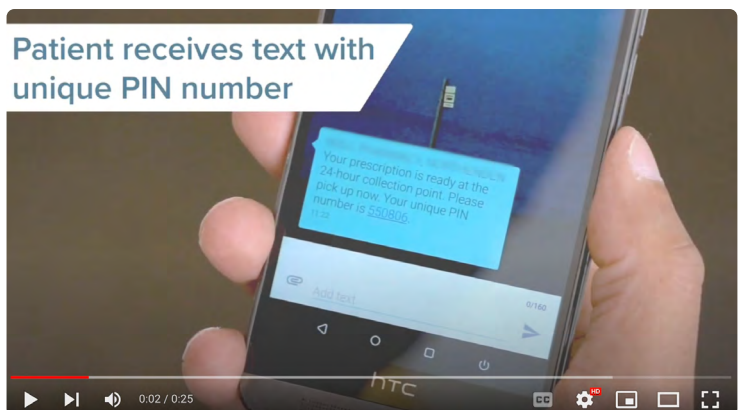 Patient receives text with
unique PIN number
Your prescription is ready at the
24-hour collection point. Please
pick up now. Your unique PIN
number is 550806.
Add text
0/160
hTC
0:02 / 0:25
CC
HD